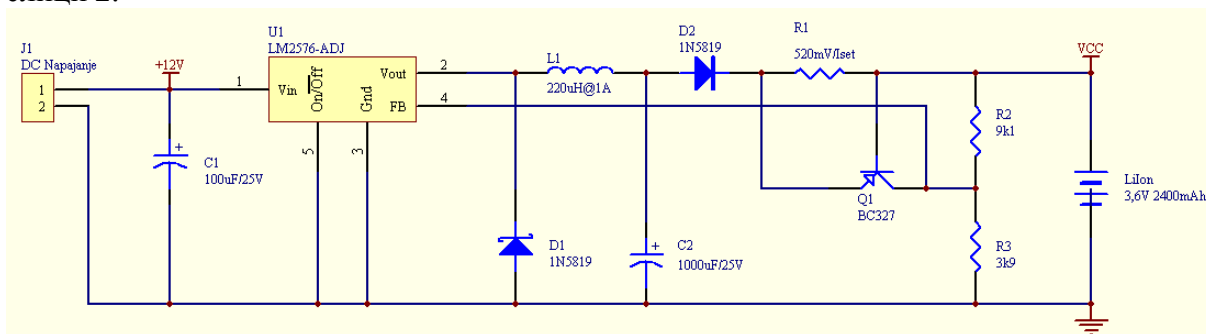 J1
DC Napajanje
1
2
+12V
C1
100uF/25V
U1
LM2576-ADJ
1
Vin
On/Off
Gnd
Vout
FB
2
4
5
3
L1
220uH@1A
D1
1N5819
C2
1000uF/25V
D2
1N5819
R1
520mV/Iset
Q1
BC327
R2
9k1
R3
3k9
VCC
LiIon
3,6V 2400mAh